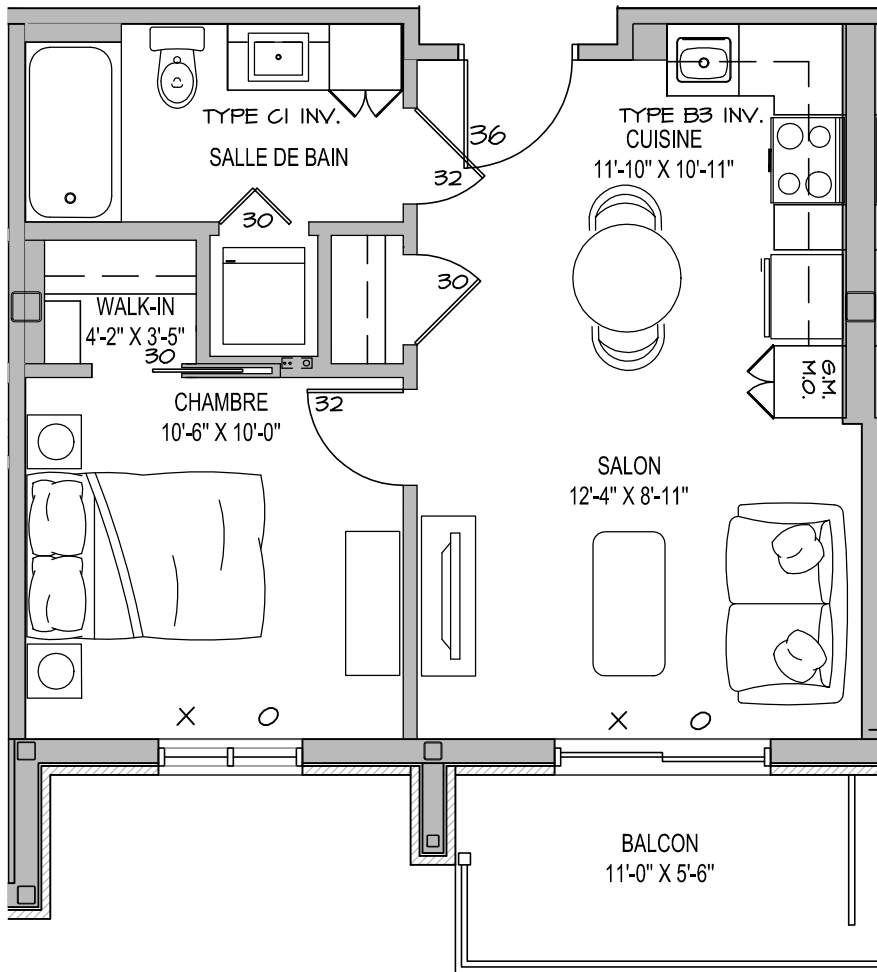 TYPE C1 INV.
SALLE DE BAIN
36
32
TYPE B3 INV.
CUISINE
11'-10" X 10'-11"
30
30
WALK-IN
4'-2" X 3'-5"
30
CHAMBRE
10'-6" X 10'-0"
32
G.M.
M.O.
SALON
12'-4" X 8'-11"
X O
X O
BALCON
11'-0" X 5'-6"